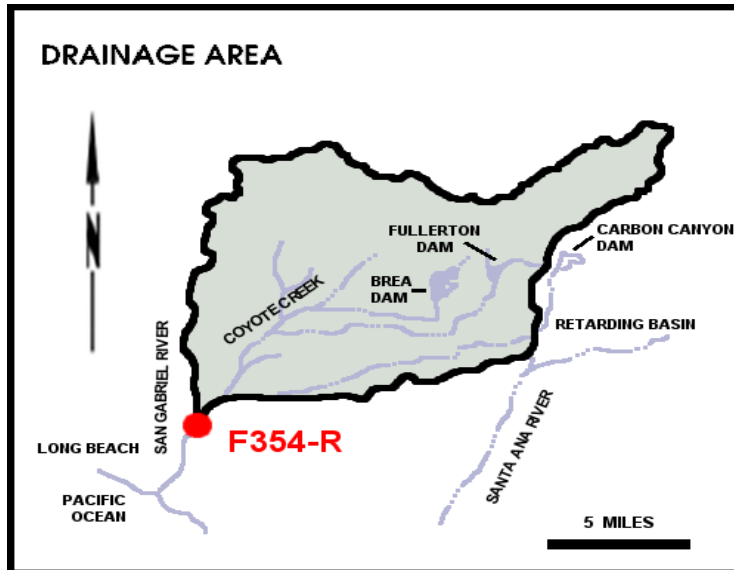 DRAINAGE AREA
N
FULLERTON
DAM
CARBON CANYON
DAM
BREA
DAM
COYOTE CREEK
RETARDING BASIN
SAN GABRIEL RIVER
F354-R
LONG BEACH
SANTA ANA RIVER
PACIFIC
OCEAN
5 MILES